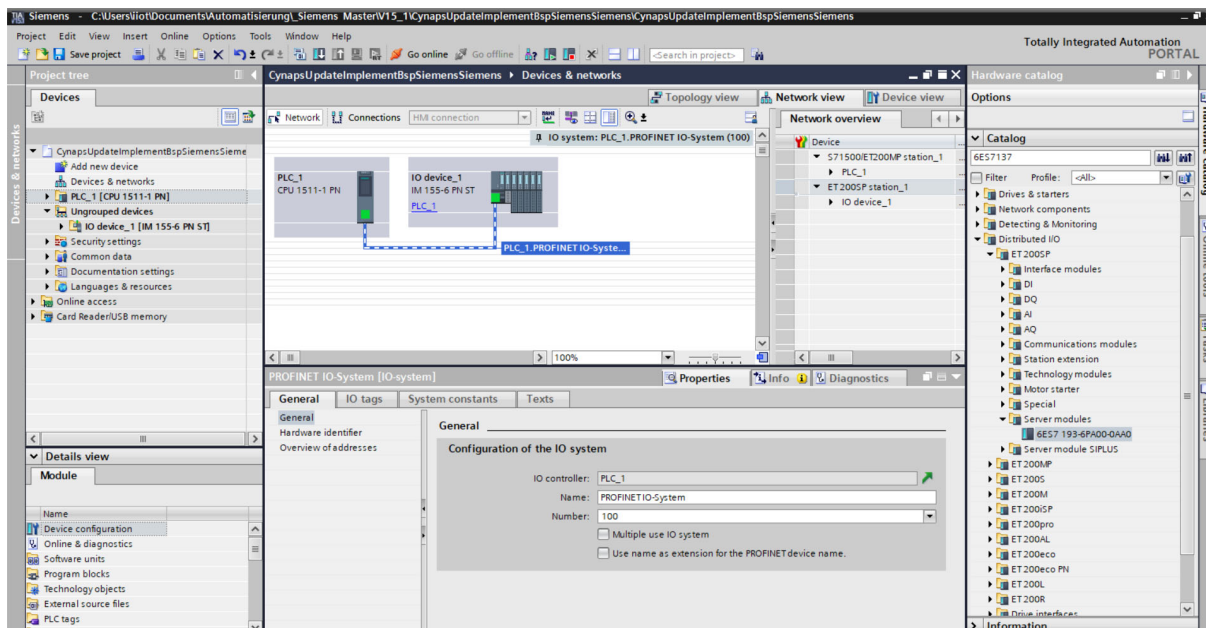 Siemens - C:\Users\iiot\Documents\Automatisierung\_Siemens Master\V15_1\CynapsUpdateImplementBspSiemensSiemens\CynapsUpdateImplementBspSiemensSiemens
Project Edit View Insert Online Options Tools Window Help
Totally Integrated Automation
PORTAL
Save project Go online Go offline <Search in project>
Project tree
Devices
Devices & networks
CynapsUpdateImplementBspSiemensSieme
Add new device
Devices & networks
PLC_1 [CPU 1511-1 PN]
Ungrouped devices
IO device_1 [IM 155-6 PN ST]
Security settings
Common data
Documentation settings
Languages & resources
Online access
Card Reader/USB memory
Details view
Module
Name
Device configuration
Online & diagnostics
Software units
Program blocks
Technology objects
External source files
PLC tags
CynapsUpdateImplementBspSiemensSiemens Devices & networks
Topology view Network view Device view
Network Connections HMI connection
IO system: PLC_1.PROFINET IO-System (100)
PLC_1
CPU 1511-1 PN
IO device_1
IM 155-6 PN ST
PLC_1
PLC_1.PROFINET IO-Syste...
100%
Network overview
Device
S71500/ET200MP station_1
PLC_1
ET 200SP station_1
IO device_1
PROFINET IO-System [IO-system]
Properties Info Diagnostics
General IO tags System constants Texts
General
Hardware identifier
Overview of addresses
General
Configuration of the IO system
IO controller: PLC_1
Name: PROFINET IO-System
Number: 100
Multiple use IO system
Use name as extension for the PROFINET device name.
Hardware catalog
Options
Catalog
6ES7137
Filter Profile: <All>
Drives & starters
Network components
Detecting & Monitoring
Distributed I/O
ET 200SP
Interface modules
DI
DQ
AI
AQ
Communications modules
Station extension
Technology modules
Motor starter
Special
Server modules
6ES7 193-6PA00-0AA0
Server module SIPLUS
ET 200MP
ET 200S
ET 200M
ET 200iSP
ET 200pro
ET 200AL
ET 200eco
ET 200eco PN
ET 200L
ET 200R
Drive interfaces
Information